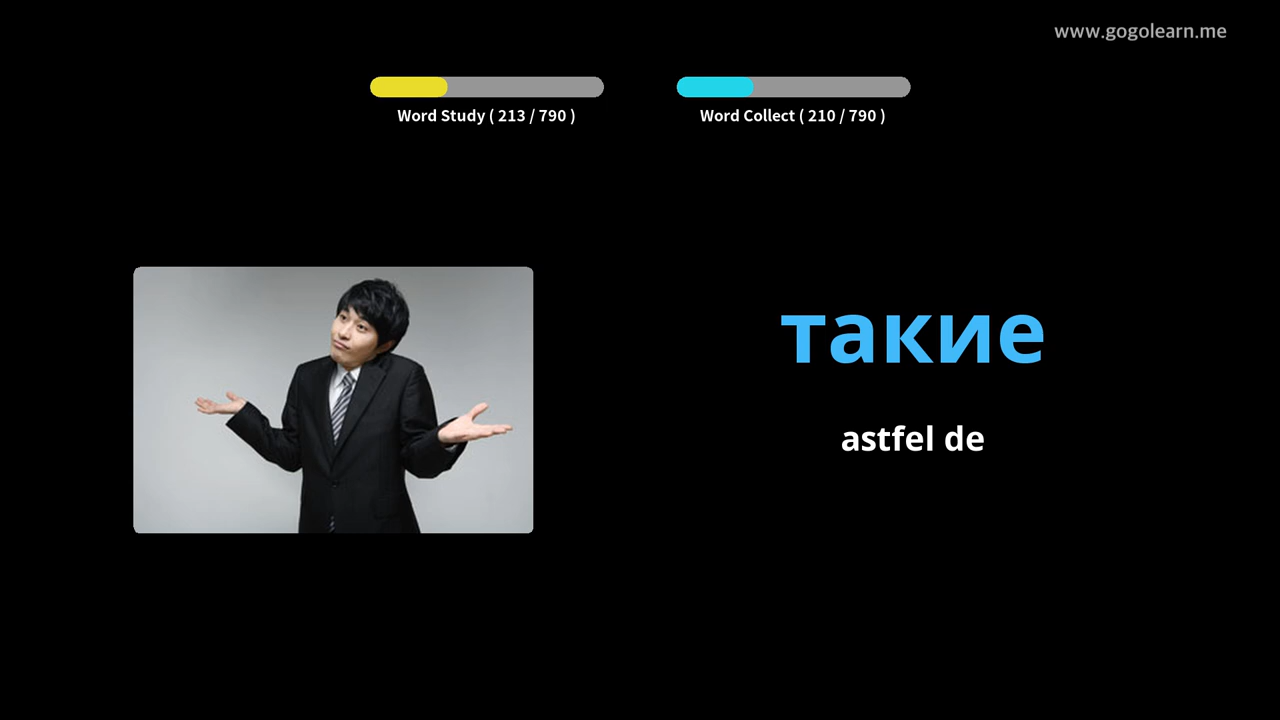 www.gogolearn.me
Word Study ( 213 / 790 )
Word Collect ( 210 / 790 )
такие
astfel de